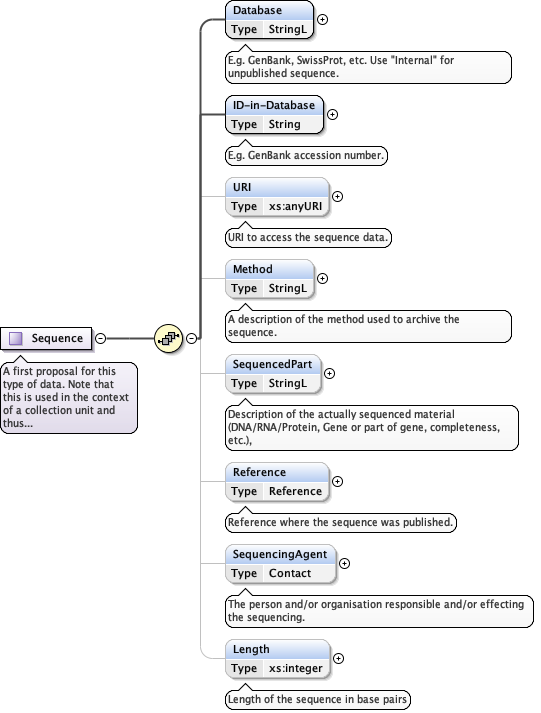 Database
Type StringL
E.g. GenBank, SwissProt, etc. Use "Internal" for
unpublished sequence.
ID-in-Database
Type String
E.g. GenBank accession number.
URI
Type xs:anyURI
URI to access the sequence data.
Method
Type StringL
A description of the method used to archive the
sequence.
Sequence
A first proposal for this
type of data. Note that
this is used in the context
of a collection unit and
thus...
SequencedPart
Type StringL
Description of the actually sequenced material
(DNA/RNA/Protein, Gene or part of gene, completeness,
etc.),
Reference
Type Reference
Reference where the sequence was published.
SequencingAgent
Type Contact
The person and/or organisation responsible and/or effecting
the sequencing.
Length
Type xs:integer
Length of the sequence in base pairs